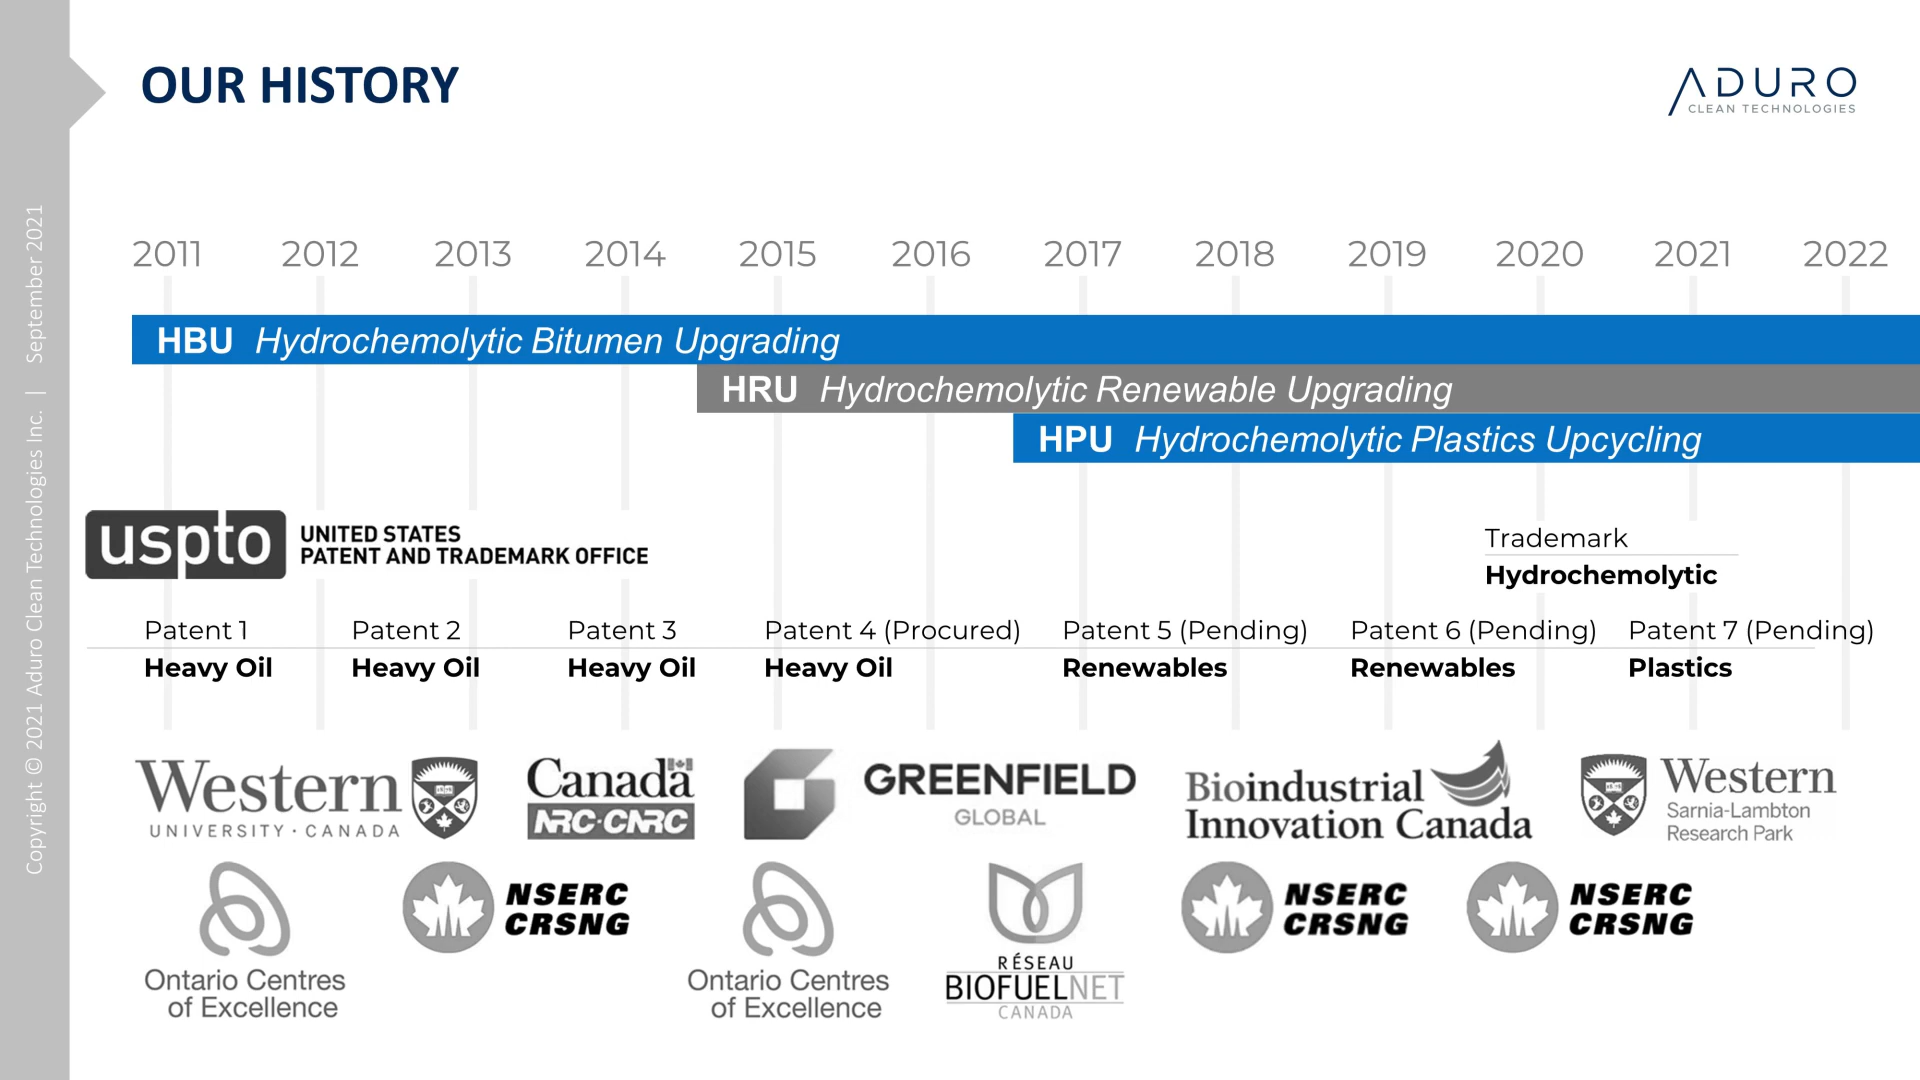 OUR HISTORY
ADURO
CLEAN TECHNOLOGIES
Copyright © 2021 Aduro Clean Technologies Inc. | September 2021
2011 2012 2013 2014 2015 2016 2017 2018 2019 2020 2021 2022
HBU Hydrochemolytic Bitumen Upgrading
HRU Hydrochemolytic Renewable Upgrading
HPU Hydrochemolytic Plastics Upcycling
uspto UNITED STATES
PATENT AND TRADEMARK OFFICE
Trademark
Hydrochemolytic
Patent 1 Patent 2 Patent 3 Patent 4 (Procured) Patent 5 (Pending) Patent 6 (Pending) Patent 7 (Pending)
Heavy Oil Heavy Oil Heavy Oil Heavy Oil Renewables Renewables Plastics
Western
UNIVERSITY · CANADA
Canada
NRC·CNRC
GREENFIELD
GLOBAL
Bioindustrial
Innovation Canada
Western
Sarnia-Lambton
Research Park
Ontario Centres
of Excellence
NSERC
CRSNG
Ontario Centres
of Excellence
RÉSEAU
BIOFUELNET
CANADA
NSERC
CRSNG
NSERC
CRSNG